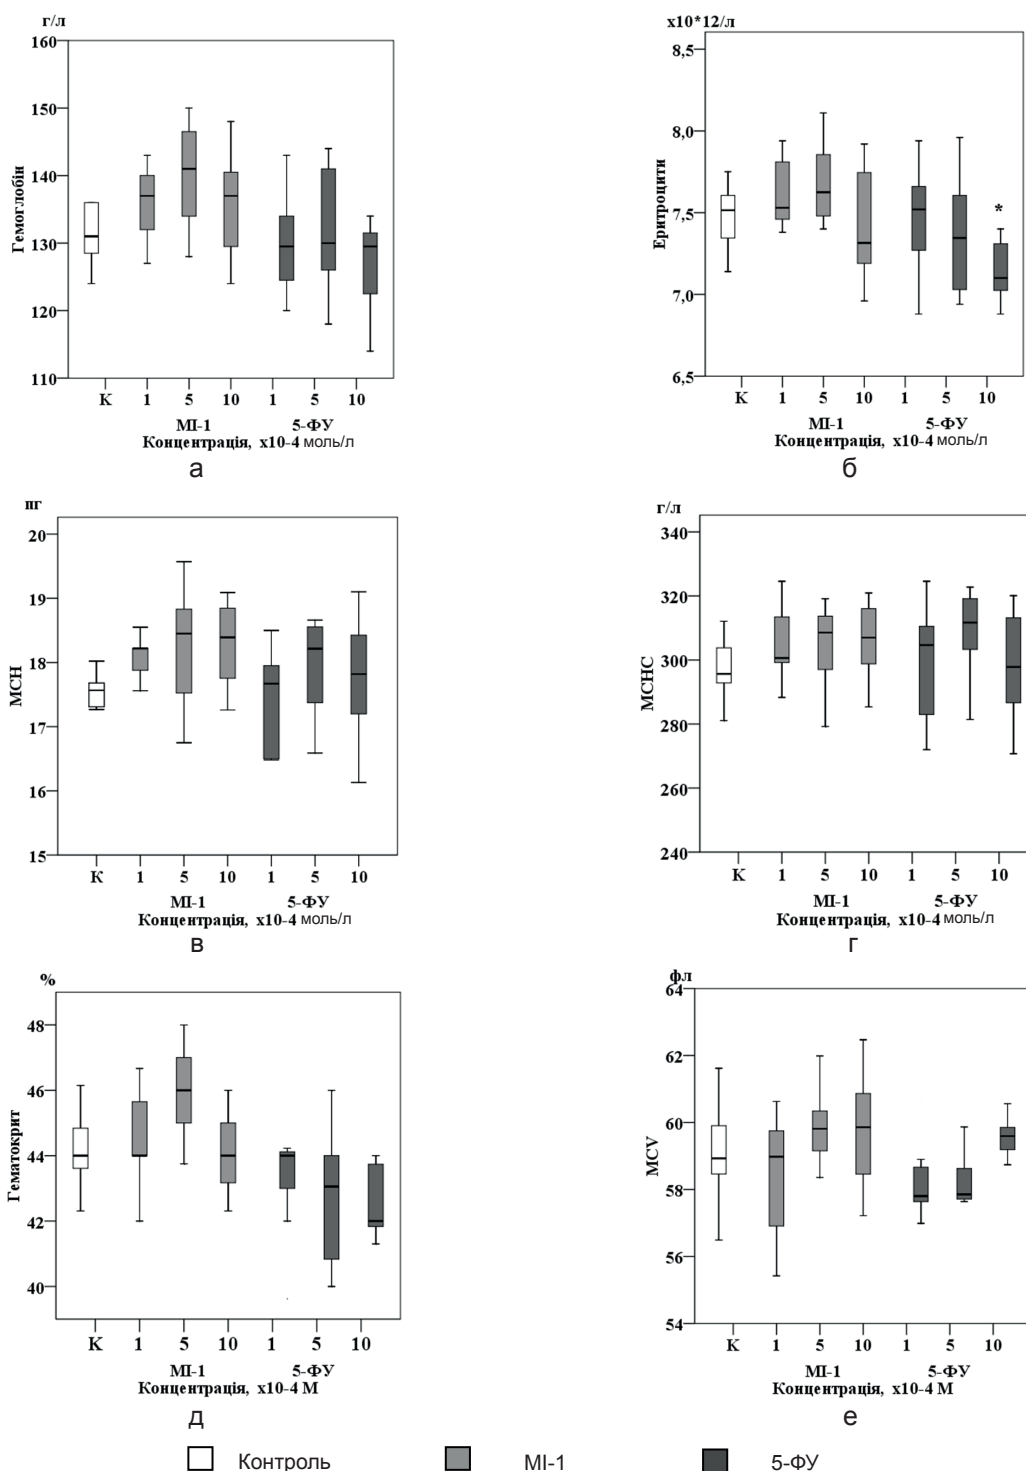 г/л
160
150
140
130
120
110
Гемоглобін
К 1 5 10 1 5 10
МІ-1 5-ФУ
Концентрація, х10-4 моль/л
а
х10*12/л
8,5
8,0
7,5
7,0
6,5
Еритроцити
*
К 1 5 10 1 5 10
МІ-1 5-ФУ
Концентрація, х10-4 моль/л
б
пг
20
19
18
17
16
15
МСН
К 1 5 10 1 5 10
МІ-1 5-ФУ
Концентрація, х10-4 моль/л
в
г/л
340
320
300
280
260
240
МСНС
К 1 5 10 1 5 10
МІ-1 5-ФУ
Концентрація, х10-4 моль/л
г
%
48
46
44
42
40
Гематокрит
К 1 5 10 1 5 10
МІ-1 5-ФУ
Концентрація, х10-4 М
д
фл
64
62
60
58
56
54
MCV
К 1 5 10 1 5 10
МІ-1 5-ФУ
Концентрація, х10-4 М
е
Контроль МІ-1 5-ФУ